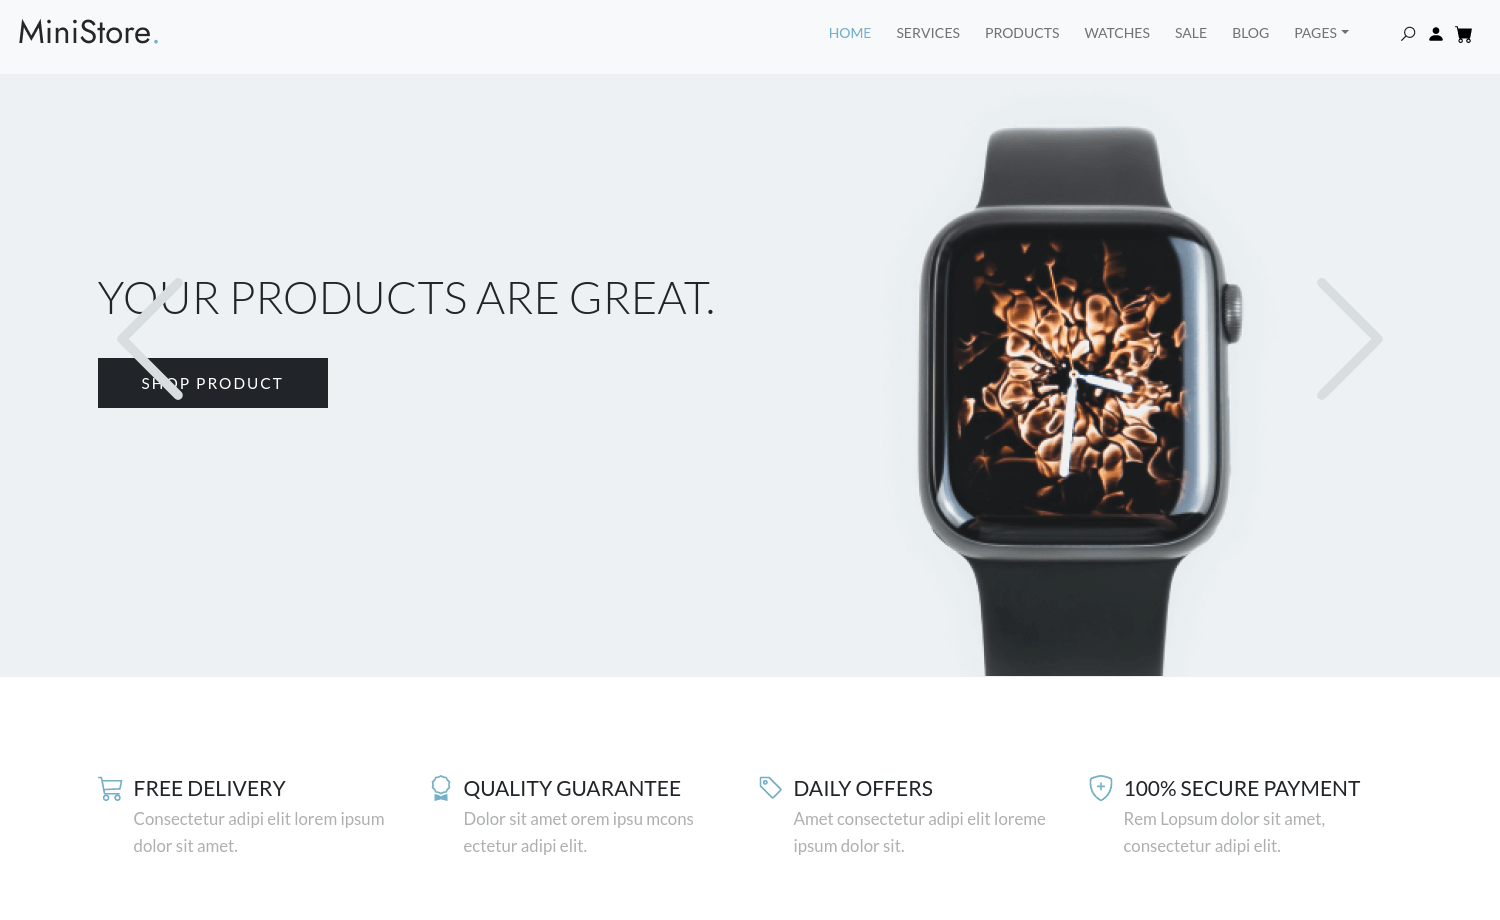 MiniStore.
HOME SERVICES PRODUCTS WATCHES SALE BLOG PAGES
YOUR PRODUCTS ARE GREAT.
SHOP PRODUCT
FREE DELIVERY
Consectetur adipi elit lorem ipsum
dolor sit amet.
QUALITY GUARANTEE
Dolor sit amet orem ipsu mcons
ectetur adipi elit.
DAILY OFFERS
Amet consectetur adipi elit loreme
ipsum dolor sit.
100% SECURE PAYMENT
Rem Lopsum dolor sit amet,
consectetur adipi elit.